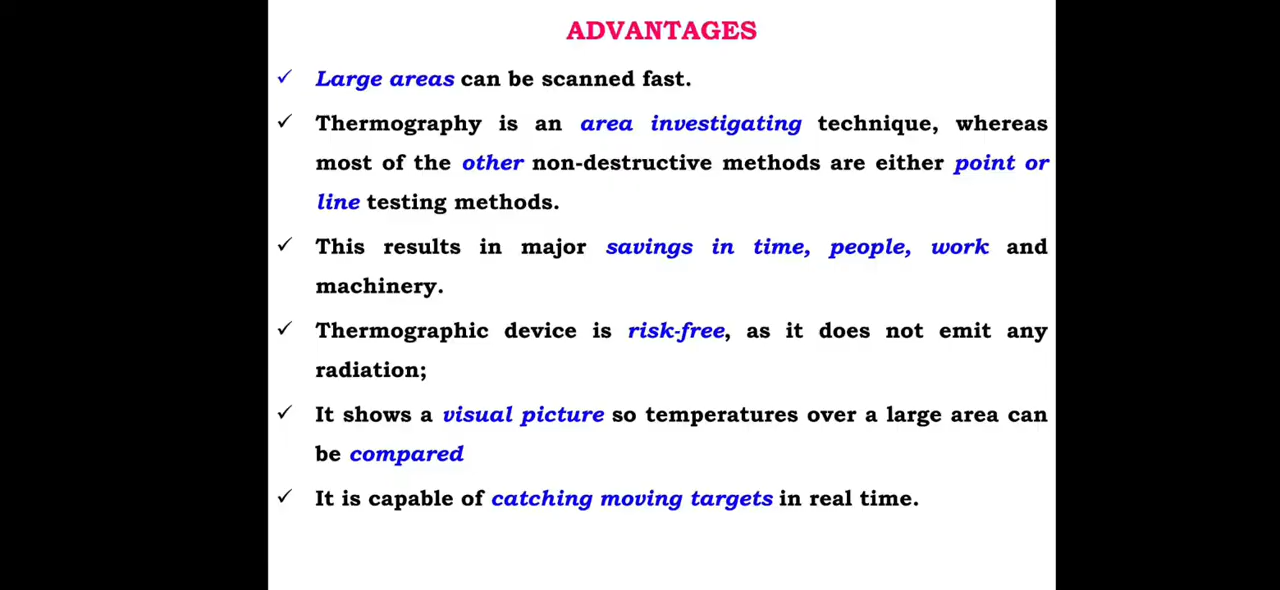 ADVANTAGES
✓ Large areas can be scanned fast.
✓ Thermography is an area investigating technique, whereas
most of the other non-destructive methods are either point or
line testing methods.
✓ This results in major savings in time, people, work and
machinery.
✓ Thermographic device is risk-free, as it does not emit any
radiation;
✓ It shows a visual picture so temperatures over a large area can
be compared
✓ It is capable of catching moving targets in real time.